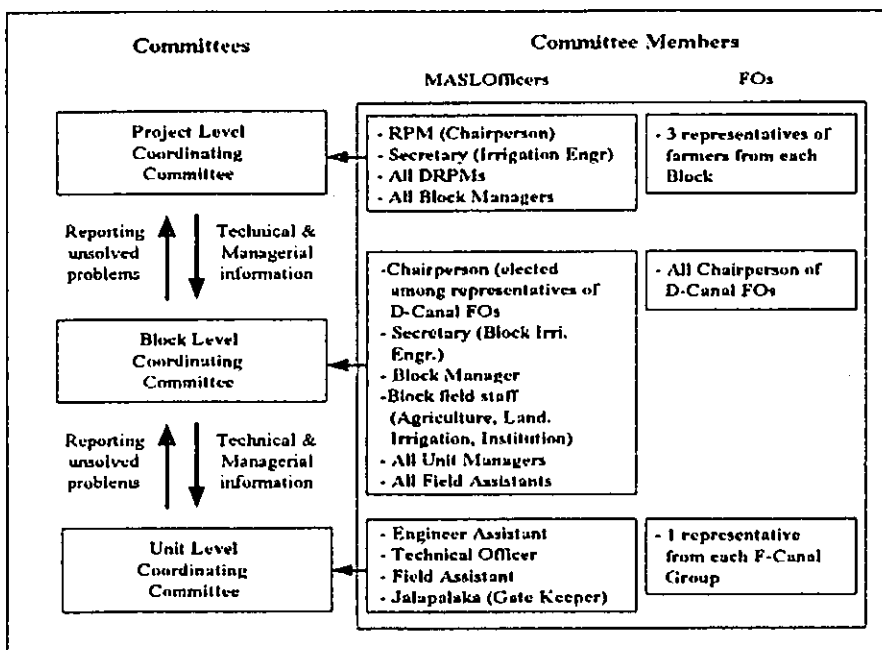 Committees
Committee Members
MASLOfficers
FOs
Project Level
Coordinating
Committee
- RPM (Chairperson)
- Secretary (Irrigation Engr)
- All DRPMs
- All Block Managers
- 3 representatives of
farmers from each
Block
Reporting
unsolved
problems
Technical &
Managerial
information
Block Level
Coordinating
Committee
-Chairperson (elected
among representatives of
D-Canal FOs
- Secretary (Block Irri.
Engr.)
- Block Manager
-Block field staff
(Agriculture, Land.
Irrigation, Institution)
- All Unit Managers
- All Field Assistants
- All Chairperson of
D-Canal FOs
Reporting
unsolved
problems
Technical &
Managerial
information
Unit Level
Coordinating
Committee
- Engineer Assistant
- Technical Officer
- Field Assistant
- Jalapalaka (Gate Keeper)
- 1 representative
from each F-Canal
Group